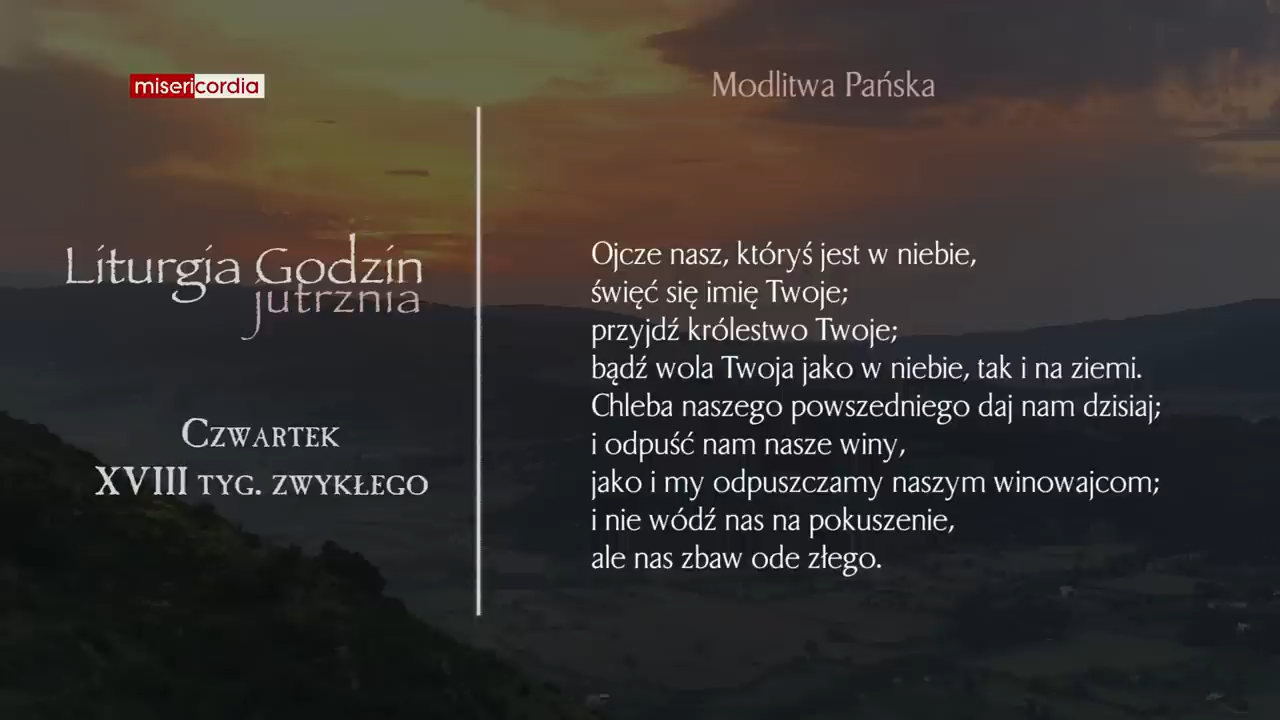 misericordia
Liturgia Godzin
jutrznia
Czwartek
XVIII tyg. zwykłego
Modlitwa Pańska
Ojcze nasz, któryś jest w niebie,
święć się imię Twoje;
przyjdź królestwo Twoje;
bądź wola Twoja jako w niebie, tak i na ziemi.
Chleba naszego powszedniego daj nam dzisiaj;
i odpuść nam nasze winy,
jako i my odpuszczamy naszym winowajcom;
i nie wódź nas na pokuszenie,
ale nas zbaw ode złego.